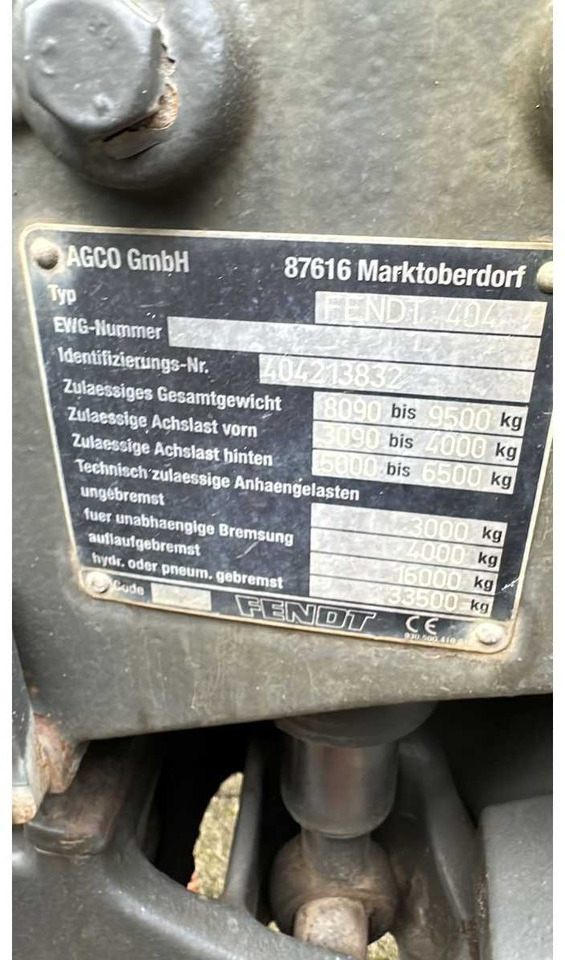 AGCO GmbH 87616 Marktoberdorf
Typ FENDT 404
EWG-Nummer
Identifizierungs-Nr. 404213832
Zulaessiges Gesamtgewicht 8090 bis 9500 kg
Zulaessige Achslast vorn 3090 bis 4000 kg
Zulaessige Achslast hinten 5000 bis 6500 kg
Technisch zulaessige Anhaengelasten
ungebremst 3000 kg
fuer unabhaengige Bremsung 4000 kg
auflaufgebremst 16000 kg
hydr. oder pneum. gebremst 33500 kg
Code FENDT CE